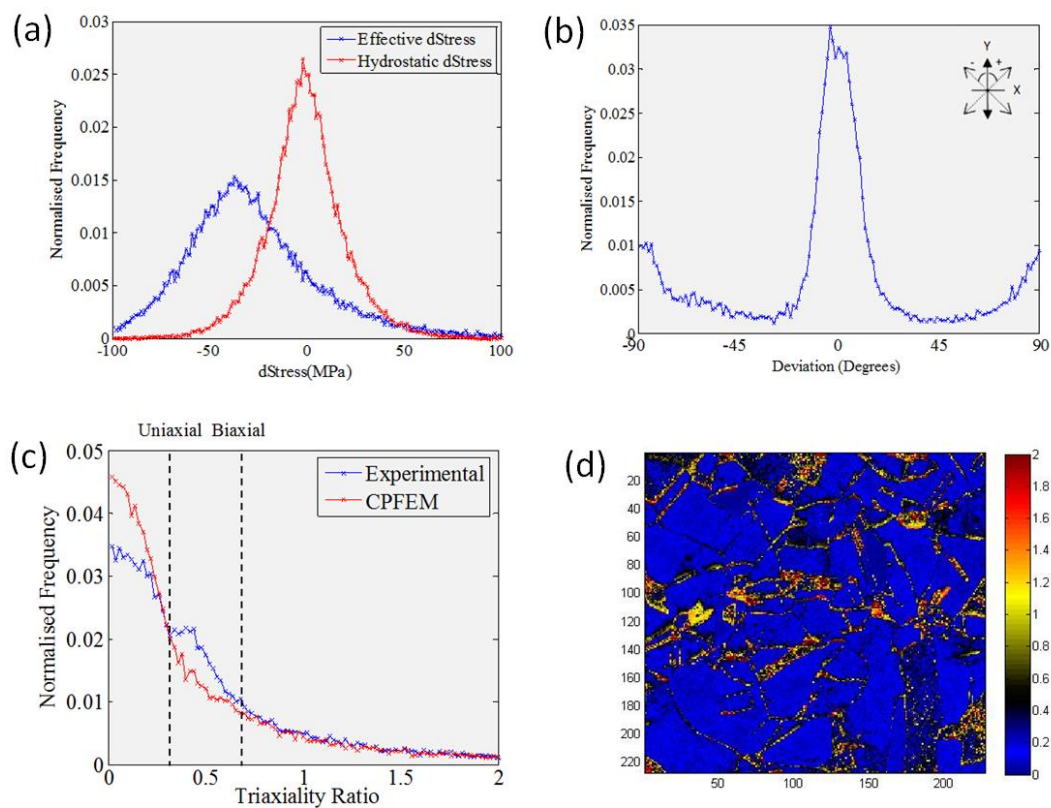 (a)
0.03
0.025
0.02
0.015
0.01
0.005
0
Normalised Frequency
Effective dStress
Hydrostatic dStress
-100 -50 0 50 100
dStress(MPa)
(b)
0.035
0.03
0.025
0.02
0.015
0.01
0.005
0
Normalised Frequency
Y
- +
X
-90 -45 0 45 90
Deviation (Degrees)
(c)
Uniaxial Biaxial
0.05
0.04
0.03
0.02
0.01
0
Normalised Frequency
Experimental
CPFEM
0 0.5 1 1.5 2
Triaxiality Ratio
(d)
20
40
60
80
100
120
140
160
180
200
220
50 100 150 200
2
1.8
1.6
1.4
1.2
1
0.8
0.6
0.4
0.2
0